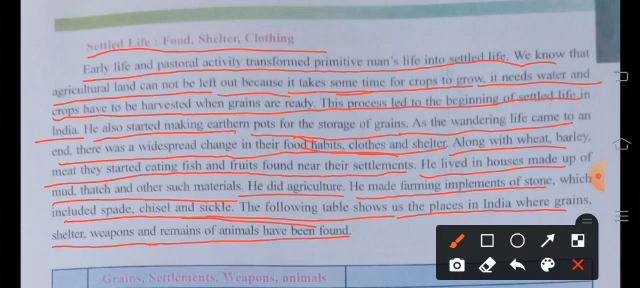 Settled Life : Food, Shelter, Clothing
Early life and pastoral activity transformed primitive man's life into settled life. We know that
agricultural land can not be left out because it takes some time for crops to grow, it needs water and
crops have to be harvested when grains are ready. This process led to the beginning of settled life in
India. He also started making earthern pots for the storage of grains. As the wandering life came to an
end, there was a widespread change in their food habits, clothes and shelter. Along with wheat, barley,
meat they started eating fish and fruits found near their settlements. He lived in houses made up of
mud, thatch and other such materials. He did agriculture. He made farming implements of stone, which
included spade, chisel and sickle. The following table shows us the places in India where grains,
shelter, weapons and remains of animals have been found.
Grains, Settlements, Weapons, animals